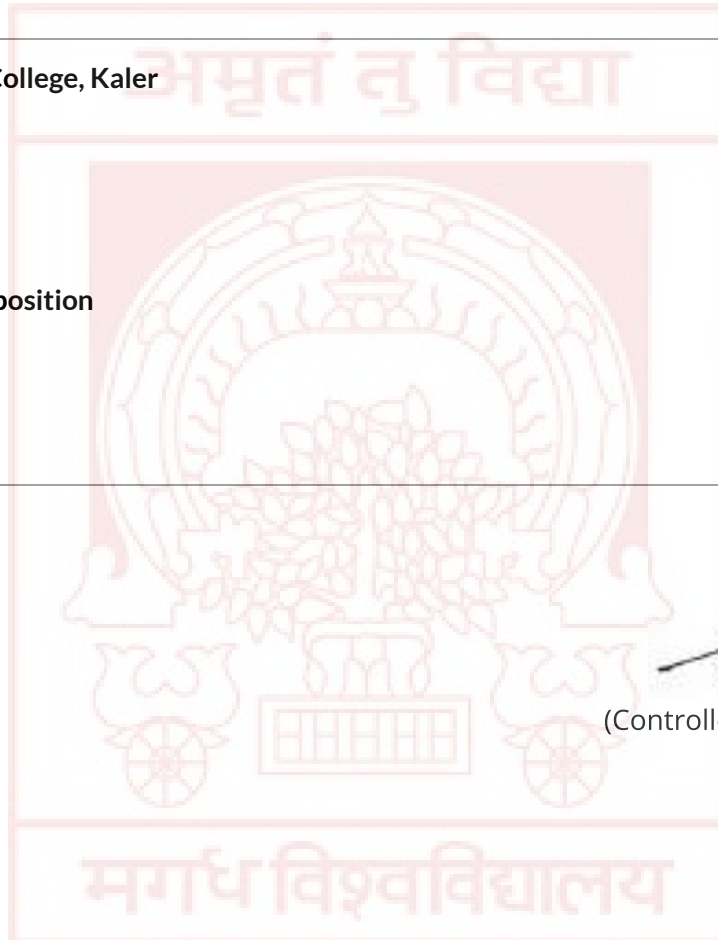 अमृतं तु विद्या
College, Kaler
position
(Controll
मगध विश्वविद्यालय